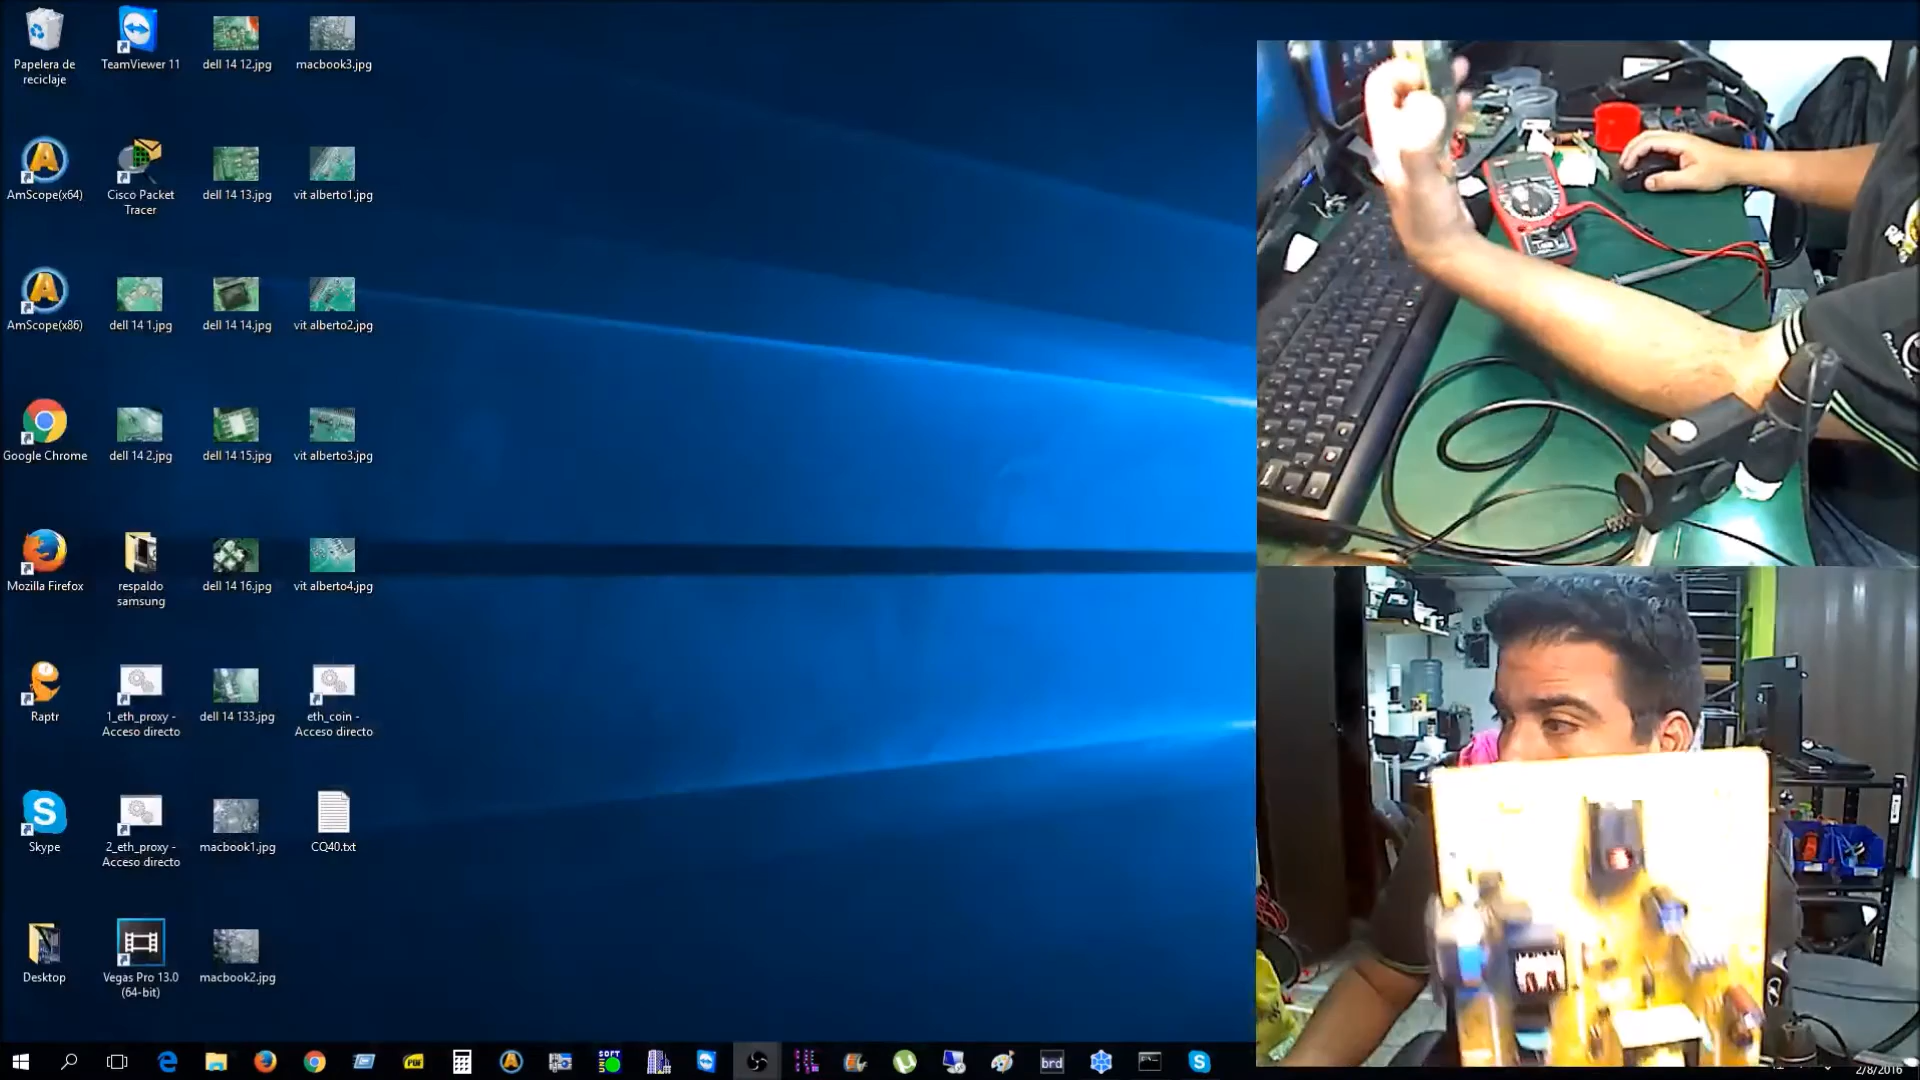 Papelera de
reciclaje
TeamViewer 11
dell 14 12.jpg
macbook3.jpg
AmScope(x64)
Cisco Packet
Tracer
dell 14 13.jpg
vit alberto1.jpg
AmScope(x86)
dell 14 1.jpg
dell 14 14.jpg
vit alberto2.jpg
Google Chrome
dell 14 2.jpg
dell 14 15.jpg
vit alberto3.jpg
Mozilla Firefox
respaldo
samsung
dell 14 16.jpg
vit alberto4.jpg
Raptr
1_eth_proxy -
Acceso directo
dell 14 133.jpg
eth_coin -
Acceso directo
Skype
2_eth_proxy -
Acceso directo
macbook1.jpg
CQ40.txt
Desktop
Vegas Pro 13.0
(64-bit)
macbook2.jpg
PDF
SOFT
brd
2/8/2016